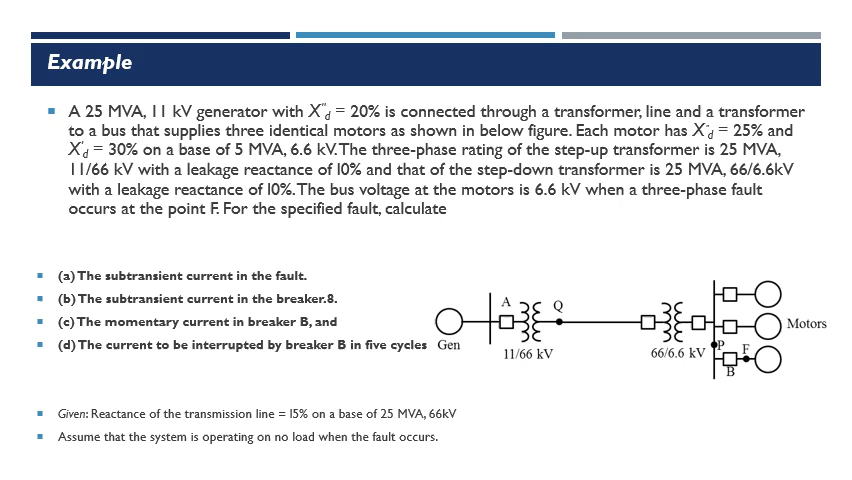 Example
A 25 MVA, 11 kV generator with X''d = 20% is connected through a transformer, line and a transformer
to a bus that supplies three identical motors as shown in below figure. Each motor has X''d = 25% and
X'd = 30% on a base of 5 MVA, 6.6 kV. The three-phase rating of the step-up transformer is 25 MVA,
11/66 kV with a leakage reactance of l0% and that of the step-down transformer is 25 MVA, 66/6.6kV
with a leakage reactance of l0%. The bus voltage at the motors is 6.6 kV when a three-phase fault
occurs at the point F. For the specified fault, calculate
(a) The subtransient current in the fault.
(b) The subtransient current in the breaker.8.
(c) The momentary current in breaker B, and
(d) The current to be interrupted by breaker B in five cycles
A
Q
Gen
11/66 kV
66/6.6 kV
P
F
B
Motors
Given: Reactance of the transmission line = l5% on a base of 25 MVA, 66kV
Assume that the system is operating on no load when the fault occurs.